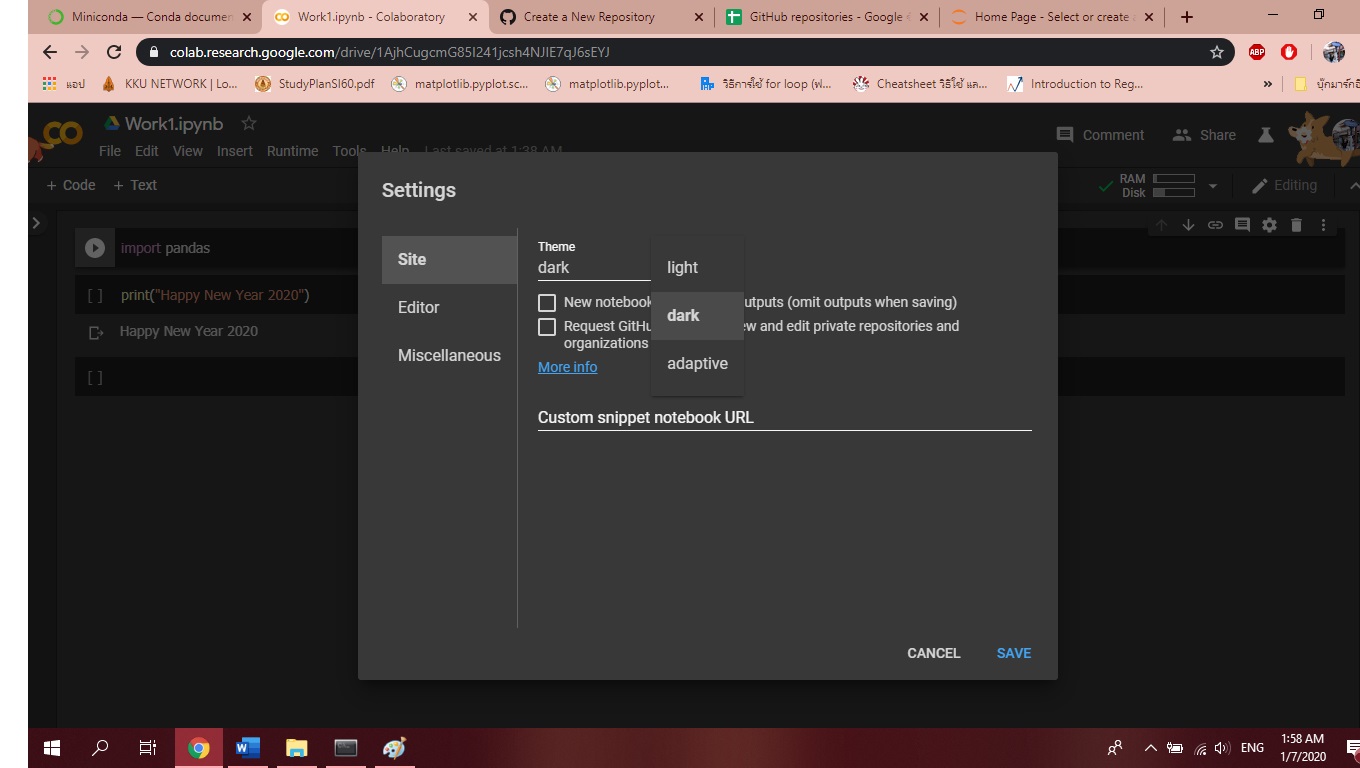 Miniconda — Conda documen
Work1.ipynb - Colaboratory
Create a New Repository
GitHub repositories - Google
Home Page - Select or create a
colab.research.google.com/drive/1AjhCugcmG85I241jcsh4NJIE7qJ6sEYJ
ABP
แอป
KKU NETWORK | Lo...
StudyPlanSI60.pdf
matplotlib.pyplot.sc...
matplotlib.pyplot...
วิธีการใช้ for loop (ฟ...
Cheatsheet วิธีใช้ แล...
Introduction to Reg...
»
บุ๊กมาร์กอื่
Work1.ipynb
Comment
Share
File Edit View Insert Runtime Tools Help Last saved at 1:38 AM
+ Code + Text
RAM
Disk
Editing
import pandas
[ ] print("Happy New Year 2020")
Happy New Year 2020
[ ]
Settings
Site
Editor
Miscellaneous
Theme
dark
light
dark
adaptive
New notebook utputs (omit outputs when saving)
Request GitHu ew and edit private repositories and
organizations
More info
Custom snippet notebook URL
CANCEL SAVE
ENG
1:58 AM
1/7/2020